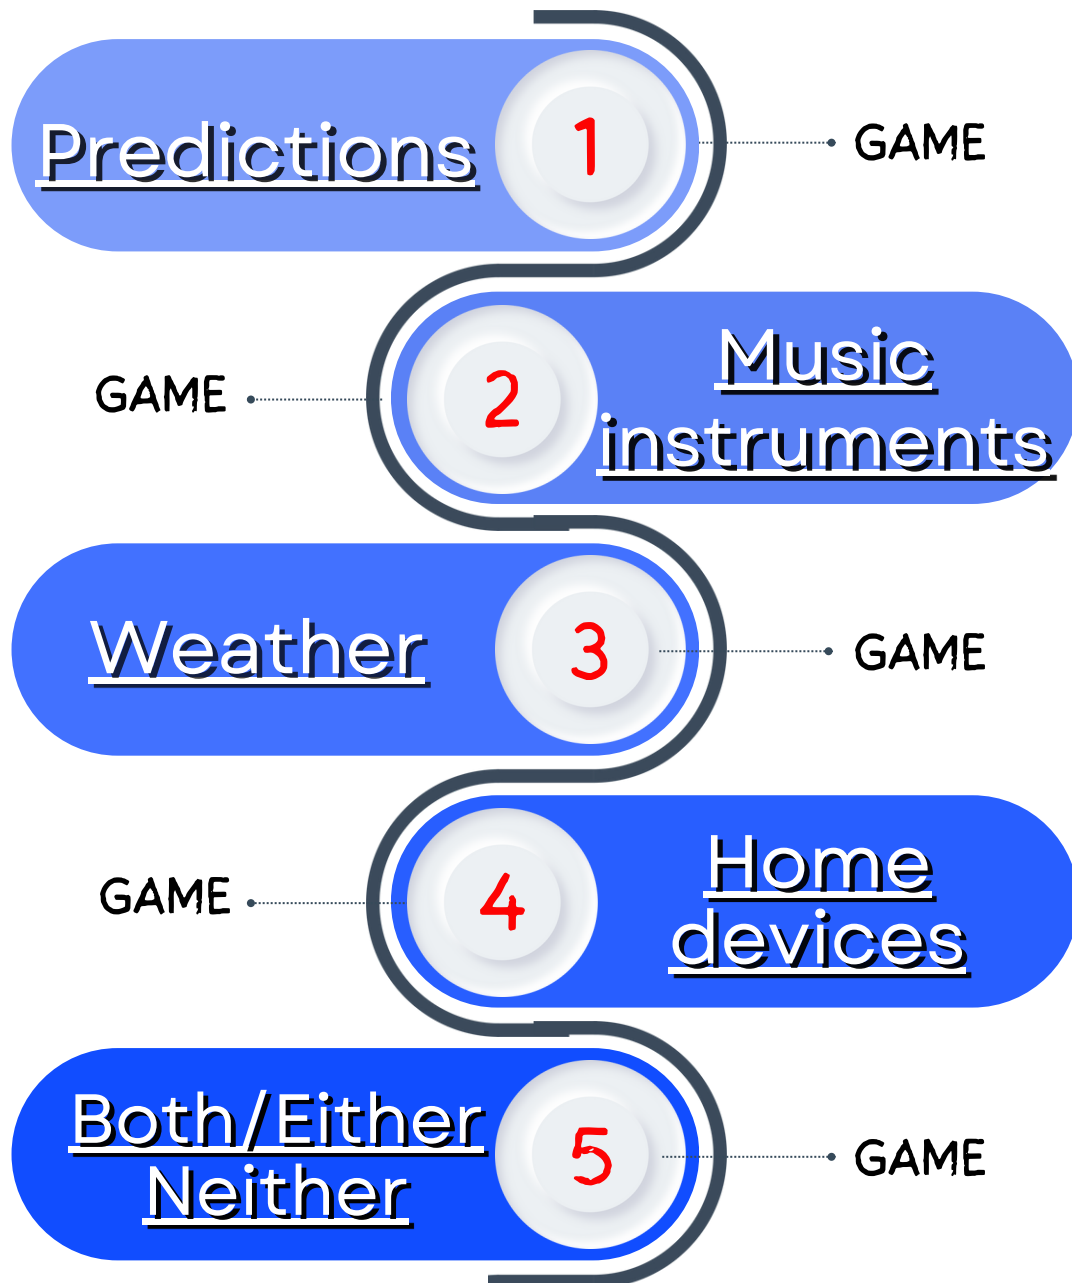 Predictions
1
GAME
GAME
2
Music
instruments
Weather
3
GAME
GAME
4
Home
devices
Both/Either
Neither
5
GAME